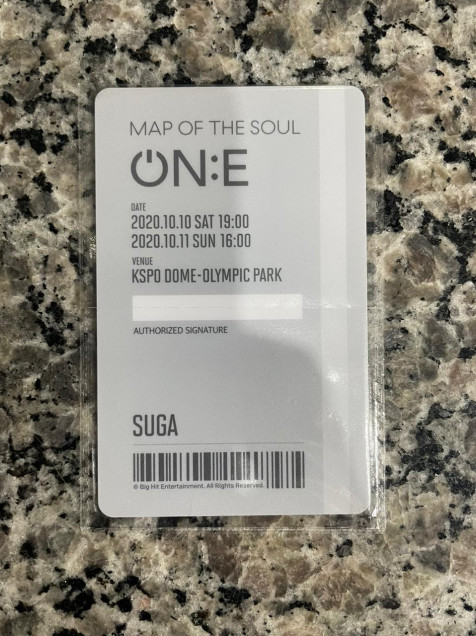 MAP OF THE SOUL
ON:E
DATE
2020.10.10 SAT 19:00
2020.10.11 SUN 16:00
VENUE
KSPO DOME-OLYMPIC PARK
AUTHORIZED SIGNATURE
SUGA
© Big Hit Entertainment. All Rights Reserved.